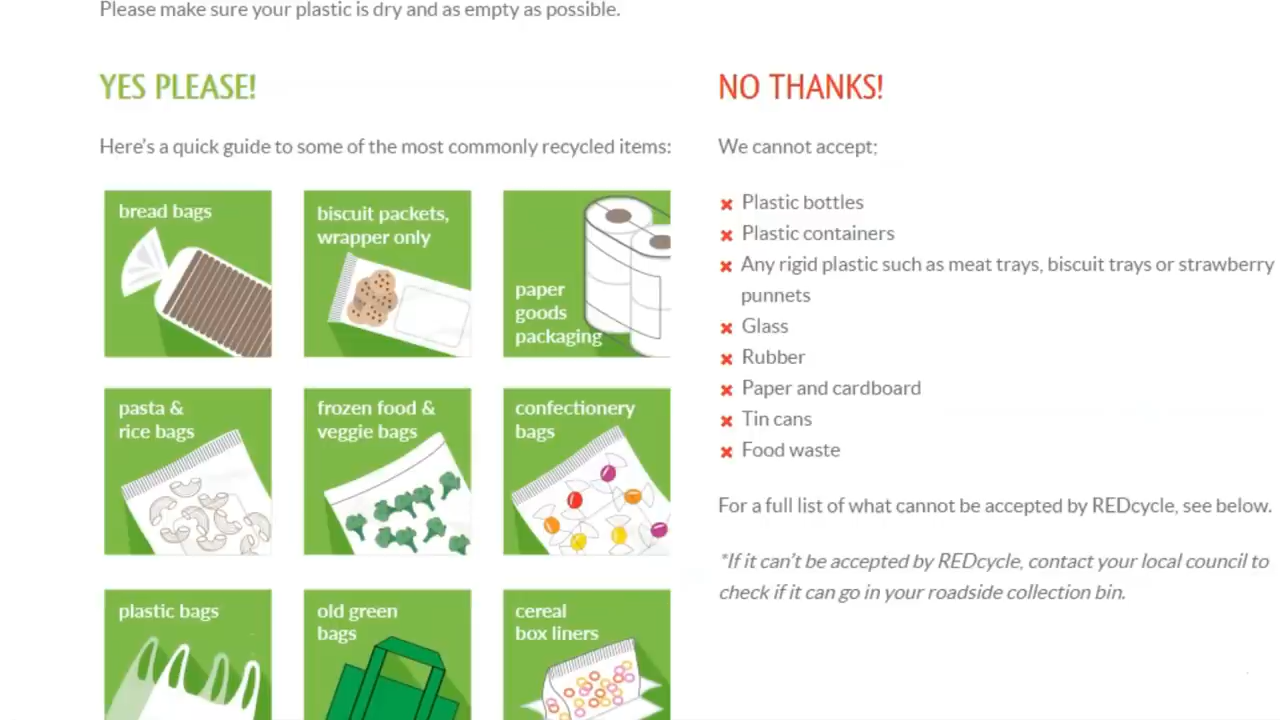 Please make sure your plastic is dry and as empty as possible.
YES PLEASE!
Here's a quick guide to some of the most commonly recycled items:
bread bags
biscuit packets,
wrapper only
paper
goods
packaging
pasta &
rice bags
frozen food &
veggie bags
confectionery
bags
plastic bags
old green
bags
cereal
box liners
NO THANKS!
We cannot accept:
Plastic bottles
Plastic containers
Any rigid plastic such as meat trays, biscuit trays or strawberry
punnets
Glass
Rubber
Paper and cardboard
Tin cans
Food waste
For a full list of what cannot be accepted by REDcycle, see below.
*If it can't be accepted by REDcycle, contact your local council to
check if it can go in your roadside collection bin.